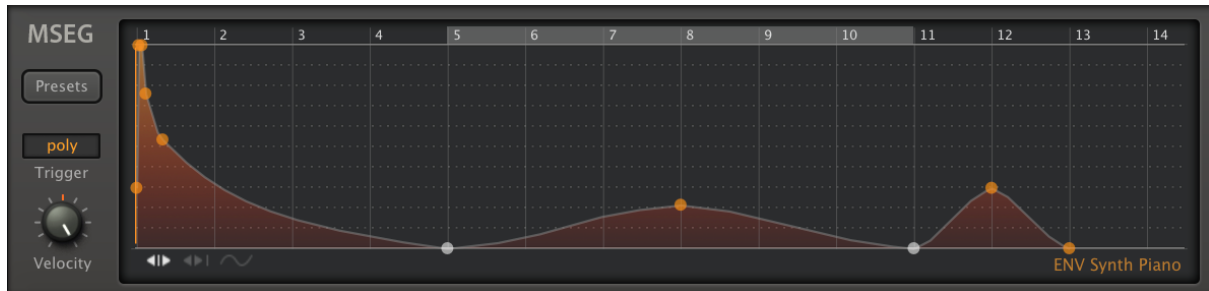 MSEG
1 2 3 4 5 6 7 8 9 10 11 12 13 14
Presets
poly
Trigger
Velocity
ENV Synth Piano